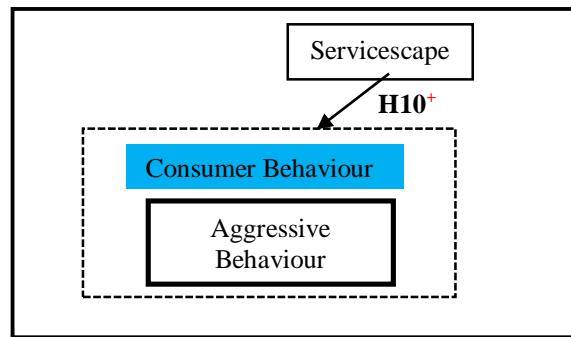 Servicescape
H10⁺
Consumer Behaviour
Aggressive
Behaviour